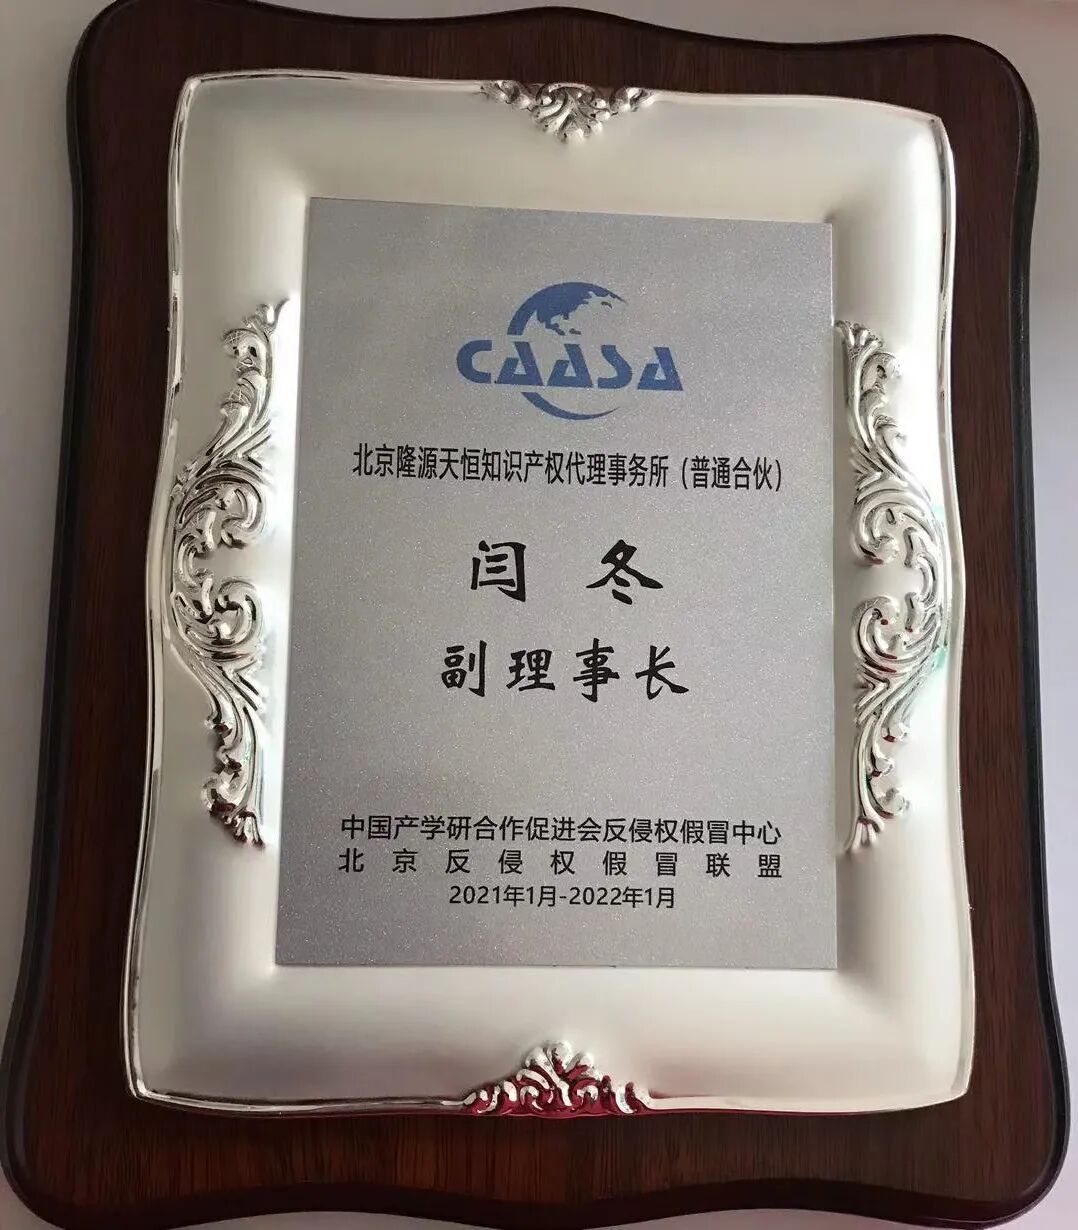 CAASA
北京隆源天恒知识产权代理事务所（普通合伙）
闫 冬
副理事长
中国产学研合作促进会反侵权假冒中心
北京反侵权假冒联盟
2021年1月-2022年1月